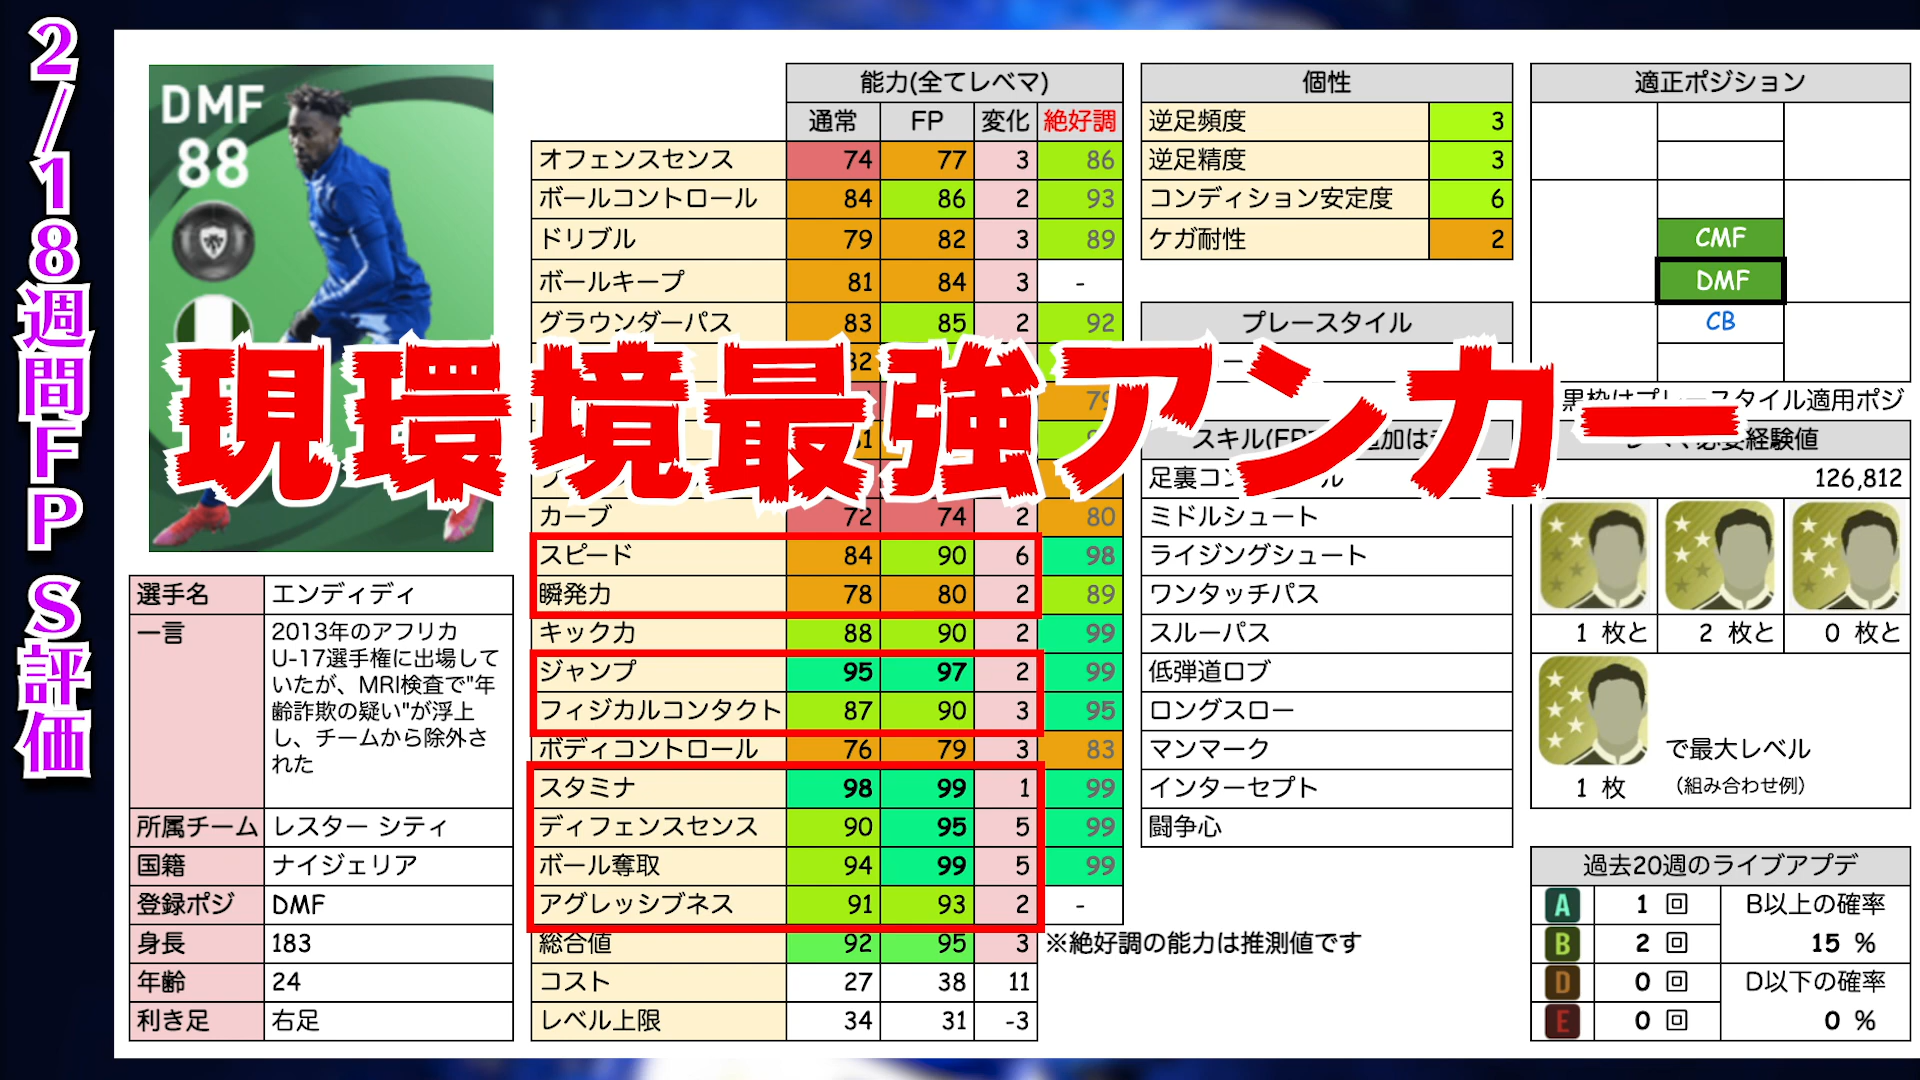 2/18週間FP S評価
DMF
88
現環境最強アンカー
選手名 エンディディ
一言 2013年のアフリカ
U-17選手権に出場して
いたが、MRI検査で"年
齢詐欺の疑い"が浮上
し、チームから除外さ
れた
所属チーム レスター シティ
国籍 ナイジェリア
登録ポジ DMF
身長 183
年齢 24
利き足 右足
能力(全てレベマ)
通常 FP 変化 絶好調
オフェンスセンス 74 77 3 86
ボールコントロール 84 86 2 93
ドリブル 79 82 3 89
ボールキープ 81 84 3 -
グラウンダーパス 83 85 2 92
カーブ 72 74 2 80
スピード 84 90 6 98
瞬発力 78 80 2 89
キック力 88 90 2 99
ジャンプ 95 97 2 99
フィジカルコンタクト 87 90 3 95
ボディコントロール 76 79 3 83
スタミナ 98 99 1 99
ディフェンスセンス 90 95 5 99
ボール奪取 94 99 5 99
アグレッシブネス 91 93 2 -
総合値 92 95 3
コスト 27 38 11
レベル上限 34 31 -3
※絶好調の能力は推測値です
個性
逆足頻度 3
逆足精度 3
コンディション安定度 6
ケガ耐性 2
プレースタイル
スキル
ミドルシュート
ライジングシュート
ワンタッチパス
スルーパス
低弾道ロブ
ロングスロー
マンマーク
インターセプト
闘争心
適正ポジション
CMF
DMF
CB
黒枠はプレースタイル適用ポジ
必要経験値
126,812
1 枚と 2 枚と 0 枚と
1 枚 で最大レベル
(組み合わせ例)
過去20週のライブアプデ
A 1 回 B以上の確率
B 2 回 15 %
D 0 回 D以下の確率
E 0 回 0 %